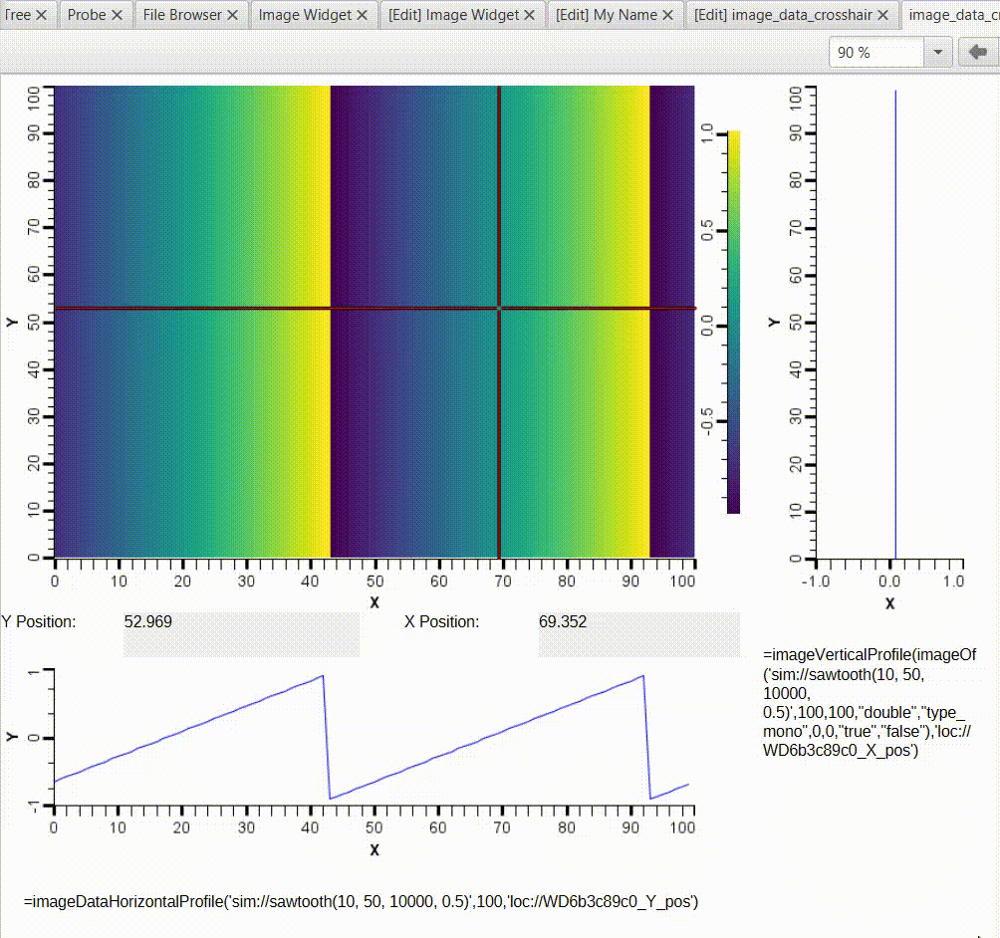 Tree Probe File Browser Image Widget [Edit] Image Widget [Edit] My Name [Edit] image_data_crosshair image_data_cr
90 %
100
90
80
70
60
50
40
30
20
10
0
Y
0 10 20 30 40 50 60 70 80 90 100
X
1.0
0.5
0.0
-0.5
100
90
80
70
60
50
40
30
20
10
0
Y
-1.0 0.0 1.0
X
Y Position: 52.969 X Position: 69.352
1
0
-1
Y
0 10 20 30 40 50 60 70 80 90 100
X
=imageVerticalProfile(imageOf
('sim://sawtooth(10, 50,
10000,
0.5)',100,100,"double","type_
mono",0,0,"true","false"),'loc://
WD6b3c89c0_X_pos')
=imageDataHorizontalProfile('sim://sawtooth(10, 50, 10000, 0.5)',100,'loc://WD6b3c89c0_Y_pos')